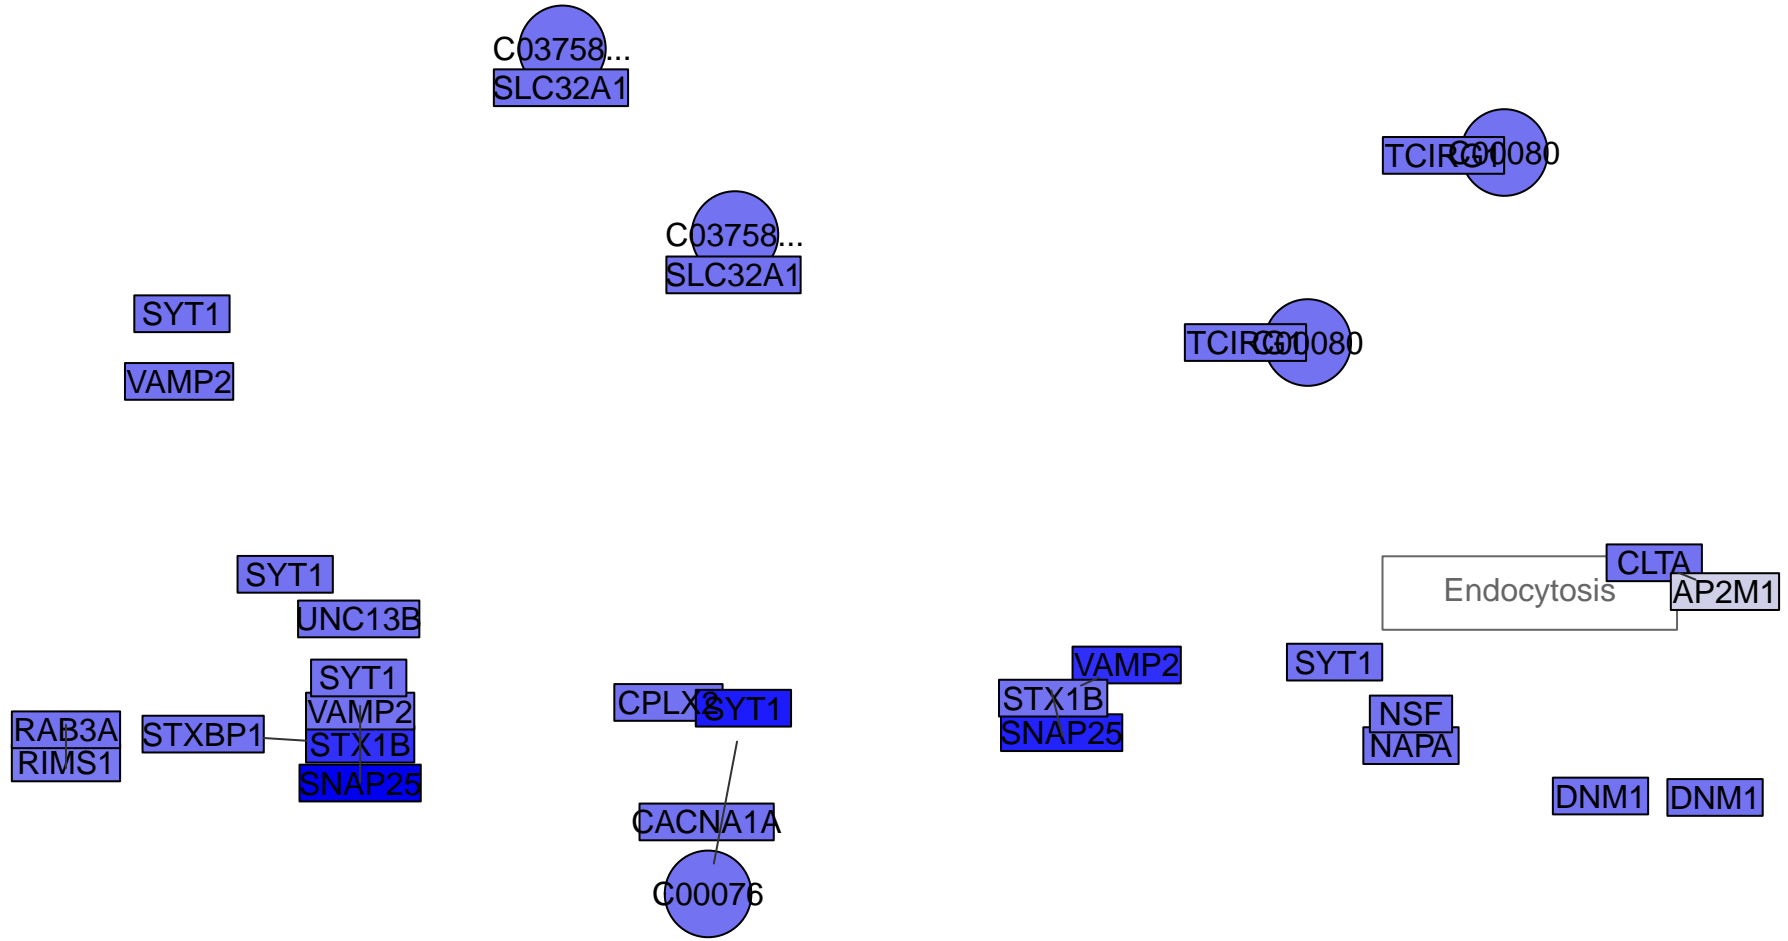 C03758...
SLC32A1
TCIRG1
C00080
C03758...
SLC32A1
SYT1
TCIRG1
C00080
VAMP2
SYT1
CLTA
Endocytosis
AP2M1
UNC13B
SYT1
VAMP2
SYT1
CPLX2
SYT1
STX1B
VAMP2
NSF
RAB3A
STXBP1
STX1B
SNAP25
NAPA
RIMS1
SNAP25
DNM1
DNM1
CACNA1A
C00076